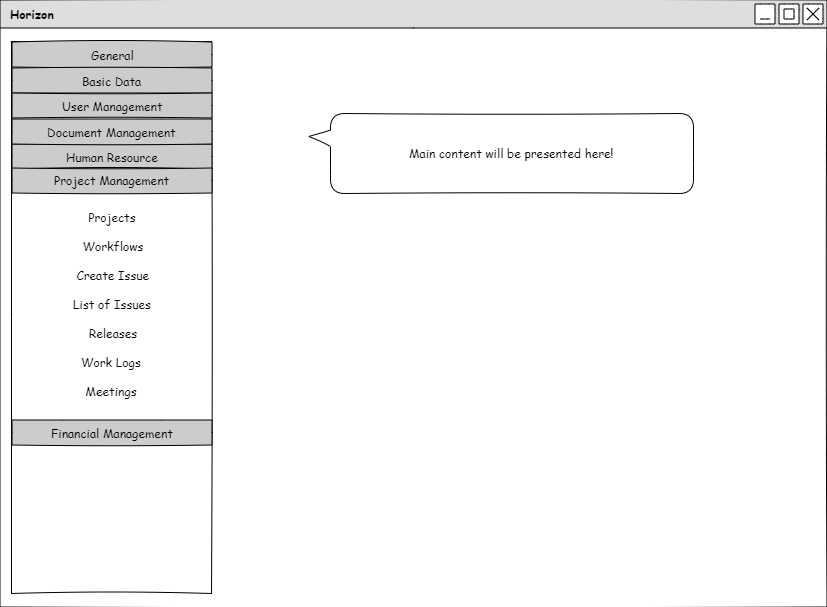 Horizon
General
Basic Data
User Management
Document Management
Human Resource
Project Management
Projects
Workflows
Create Issue
List of Issues
Releases
Work Logs
Meetings
Financial Management
Main content will be presented here!